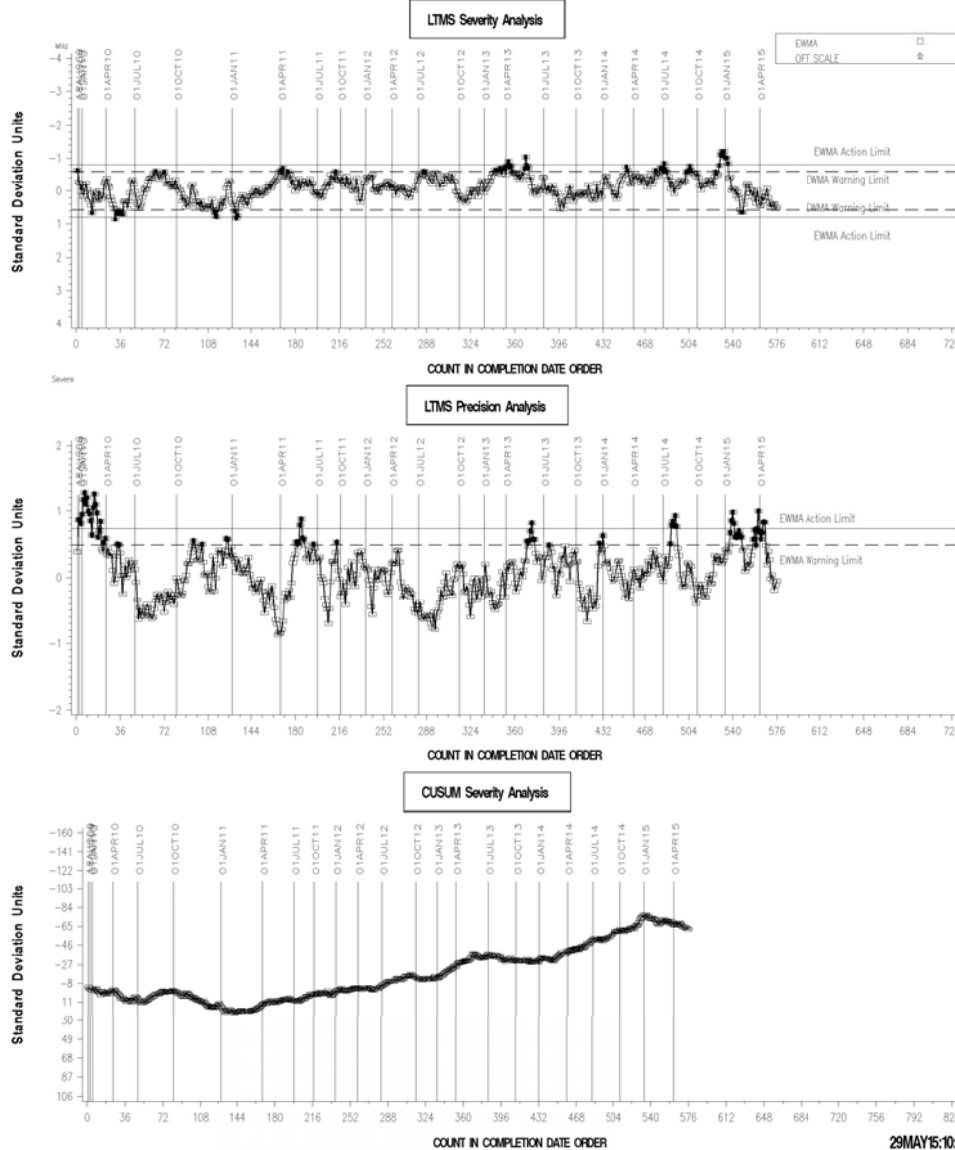 LTMS Severity Analysis
Mild
EWMA
OFF SCALE
-4
-3
-2
-1
0
1
2
3
4
Standard Deviation Units
01APR10
01JUL10
01OCT10
01JAN11
01APR11
01JUL11
01OCT11
01JAN12
01APR12
01JUL12
01OCT12
01JAN13
01APR13
01JUL13
01OCT13
01JAN14
01APR14
01JUL14
01OCT14
01JAN15
01APR15
EWMA Action Limit
EWMA Warning Limit
EWMA Warning Limit
EWMA Action Limit
0 36 72 108 144 180 216 252 288 324 360 396 432 468 504 540 576 612 648 684
COUNT IN COMPLETION DATE ORDER
Severe
LTMS Precision Analysis
2
1
0
-1
-2
Standard Deviation Units
01APR10
01JUL10
01OCT10
01JAN11
01APR11
01JUL11
01OCT11
01JAN12
01APR12
01JUL12
01OCT12
01JAN13
01APR13
01JUL13
01OCT13
01JAN14
01APR14
01JUL14
01OCT14
01JAN15
01APR15
EWMA Action Limit
EWMA Warning Limit
0 36 72 108 144 180 216 252 288 324 360 396 432 468 504 540 576 612 648 684
COUNT IN COMPLETION DATE ORDER
CUSUM Severity Analysis
-160
-141
-122
-103
-84
-65
-46
-27
-8
11
30
49
68
87
106
Standard Deviation Units
01APR10
01JUL10
01OCT10
01JAN11
01APR11
01JUL11
01OCT11
01JAN12
01APR12
01JUL12
01OCT12
01JAN13
01APR13
01JUL13
01OCT13
01JAN14
01APR14
01JUL14
01OCT14
01JAN15
01APR15
0 36 72 108 144 180 216 252 288 324 360 396 432 468 504 540 576 612 648 684 720 756 792
COUNT IN COMPLETION DATE ORDER
29MAY15:10: